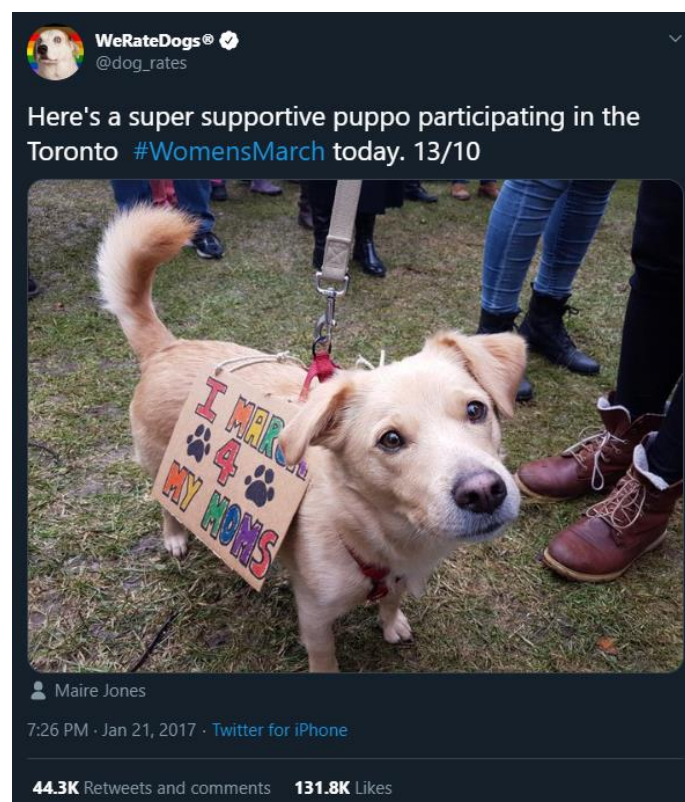 WeRateDogs®
@dog_rates
Here's a super supportive puppo participating in the
Toronto #WomensMarch today. 13/10
I MARC
4
MY MOMS
Maire Jones
7:26 PM · Jan 21, 2017 · Twitter for iPhone
44.3K Retweets and comments 131.8K Likes